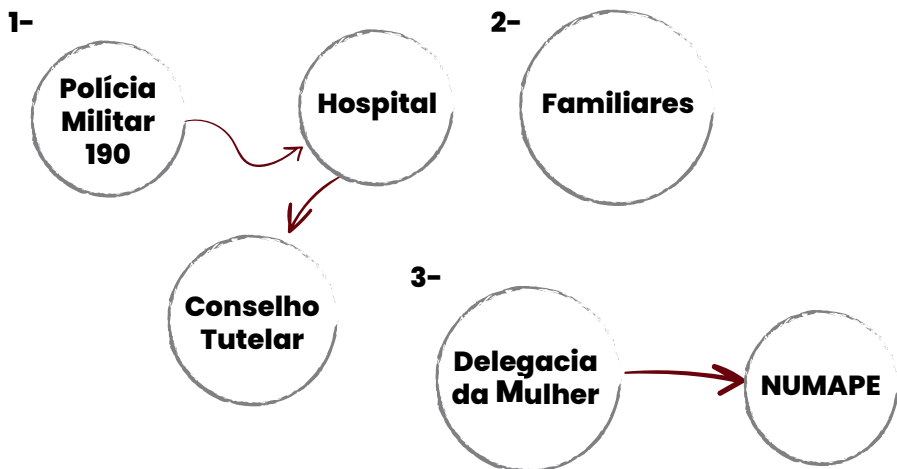 1-
Polícia
Militar
190
Hospital
Conselho
Tutelar
2-
Familiares
3-
Delegacia
da Mulher
NUMAPE